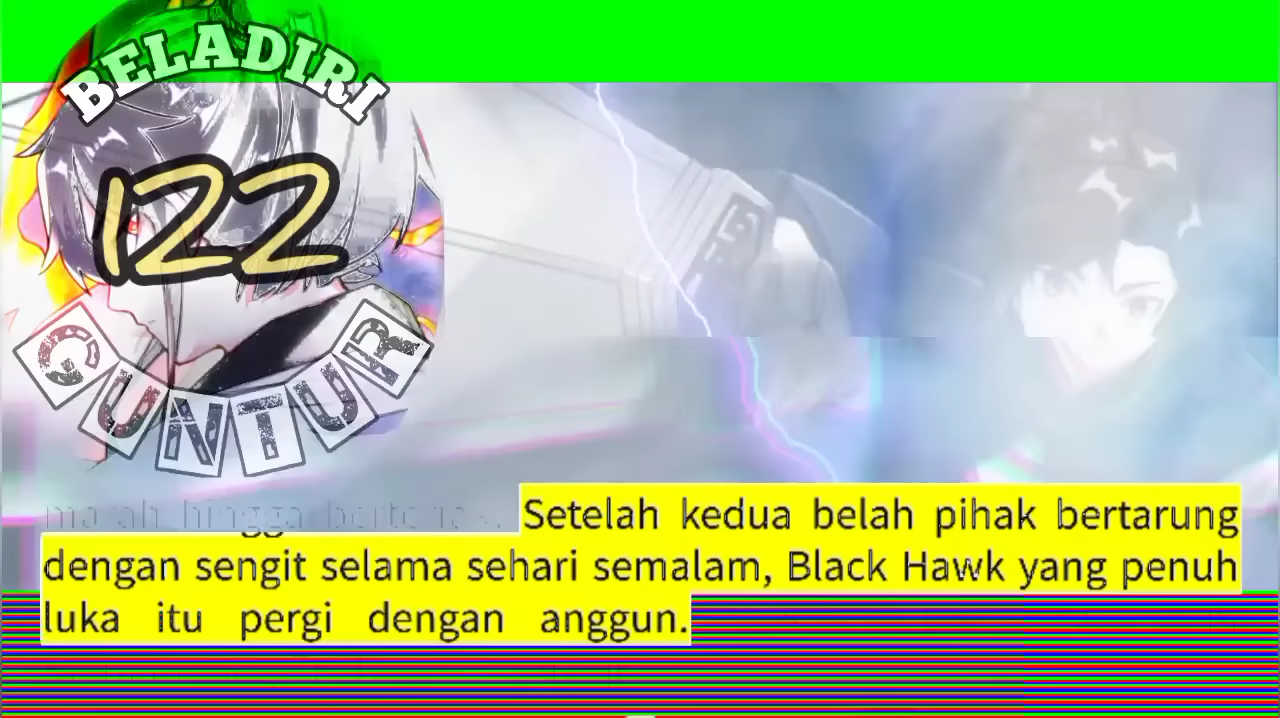 BELADIRI
122
GUNTUR
Setelah kedua belah pihak bertarung
dengan sengit selama sehari semalam, Black Hawk yang penuh
luka itu pergi dengan anggun.